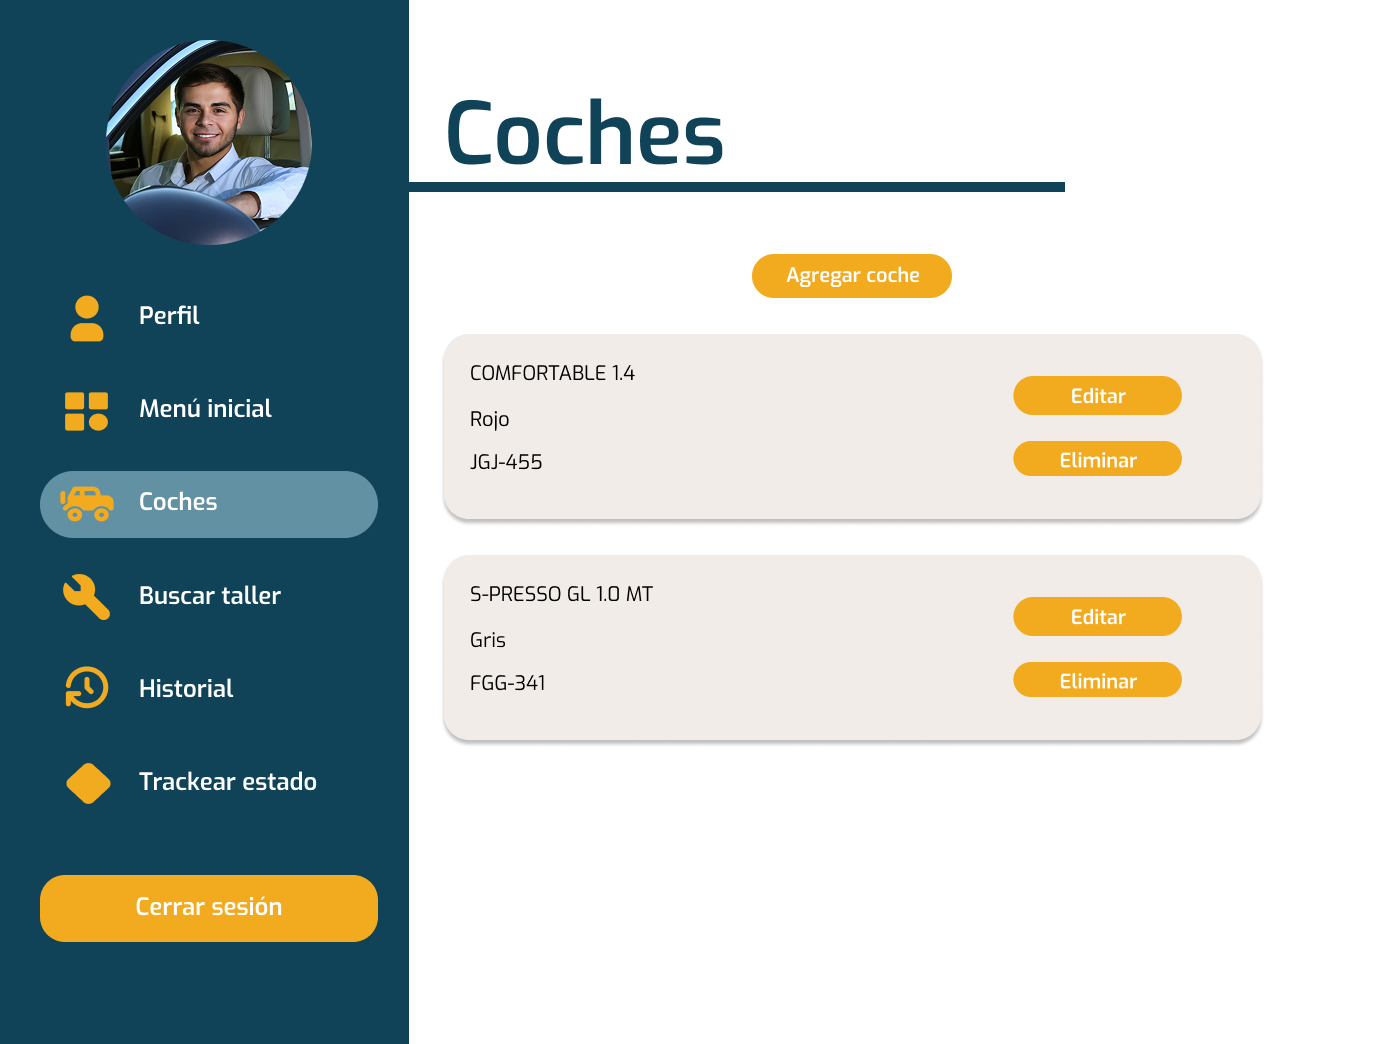 Coches
Perfil
Menú inicial
Coches
Buscar taller
Historial
Trackear estado
Cerrar sesión
Agregar coche
COMFORTABLE 1.4
Rojo
JGJ-455
Editar
Eliminar
S-PRESSO GL 1.0 MT
Gris
FGG-341
Editar
Eliminar